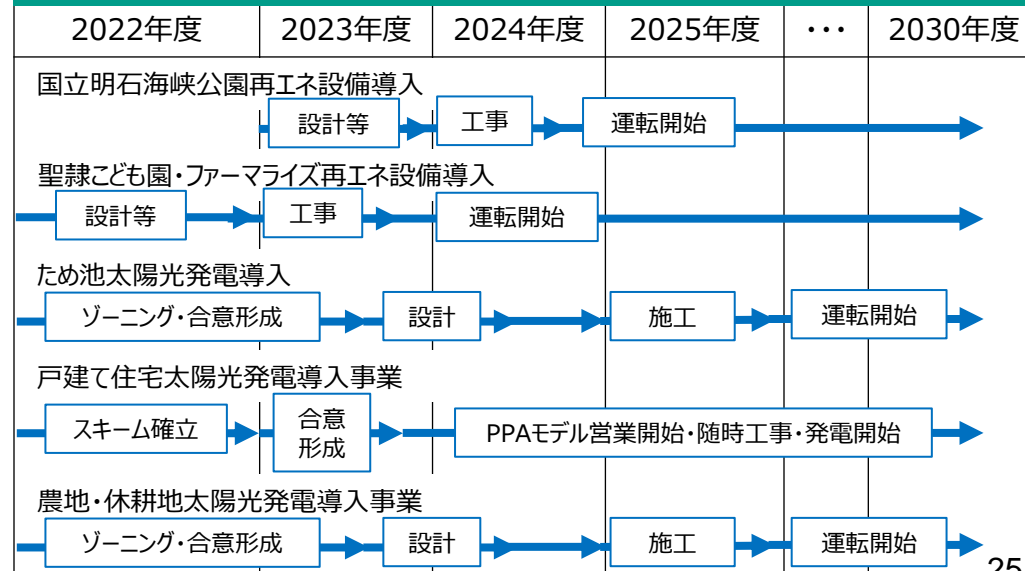 2022年度 2023年度 2024年度 2025年度 ・・・ 2030年度
国立明石海峡公園再エネ設備導入
設計等 工事 運転開始
聖隷こども園・ファーマライズ再エネ設備導入
設計等 工事 運転開始
ため池太陽光発電導入
ゾーニング・合意形成 設計 施工 運転開始
戸建て住宅太陽光発電導入事業
スキーム確立 合意 PPAモデル営業開始・随時工事・発電開始
形成
農地・休耕地太陽光発電導入事業
ゾーニング・合意形成 設計 施工 運転開始
25